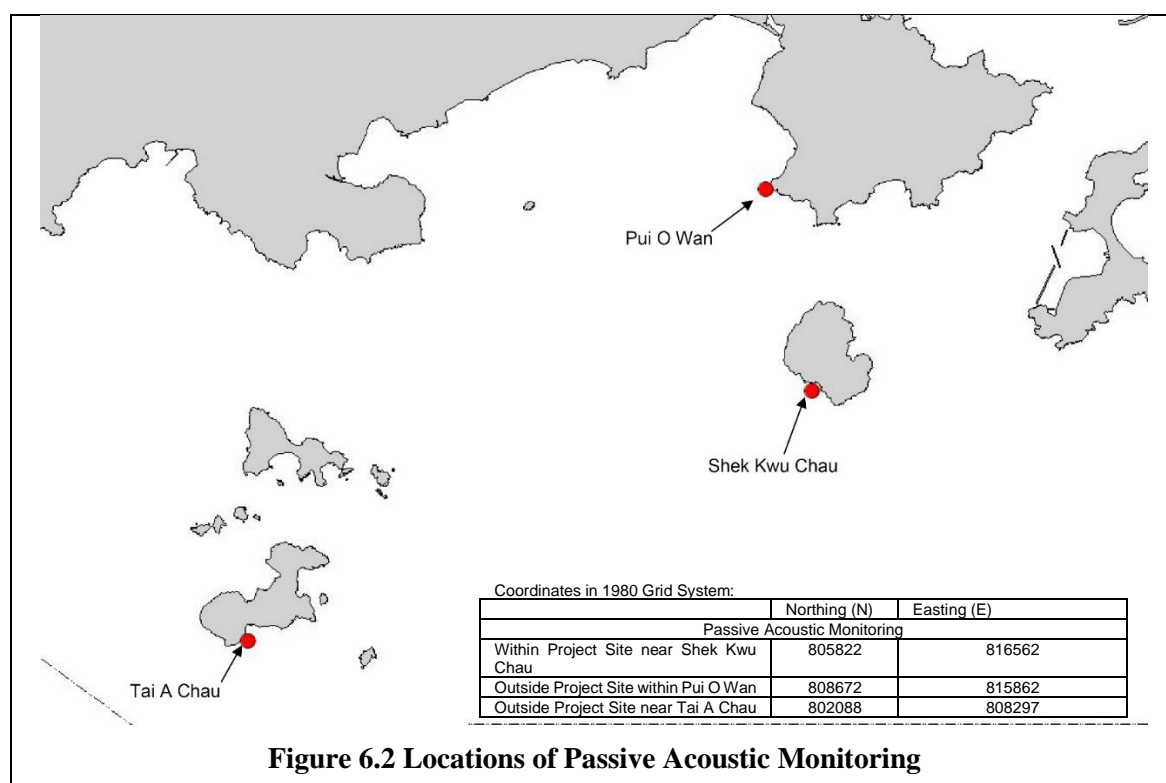 Pui O Wan
Shek Kwu Chau
Tai A Chau
Coordinates in 1980 Grid System:
Northing (N) Easting (E)
Passive Acoustic Monitoring
Within Project Site near Shek Kwu
Chau
805822 816562
Outside Project Site within Pui O Wan 808672 815862
Outside Project Site near Tai A Chau 802088 808297
Figure 6.2 Locations of Passive Acoustic Monitoring